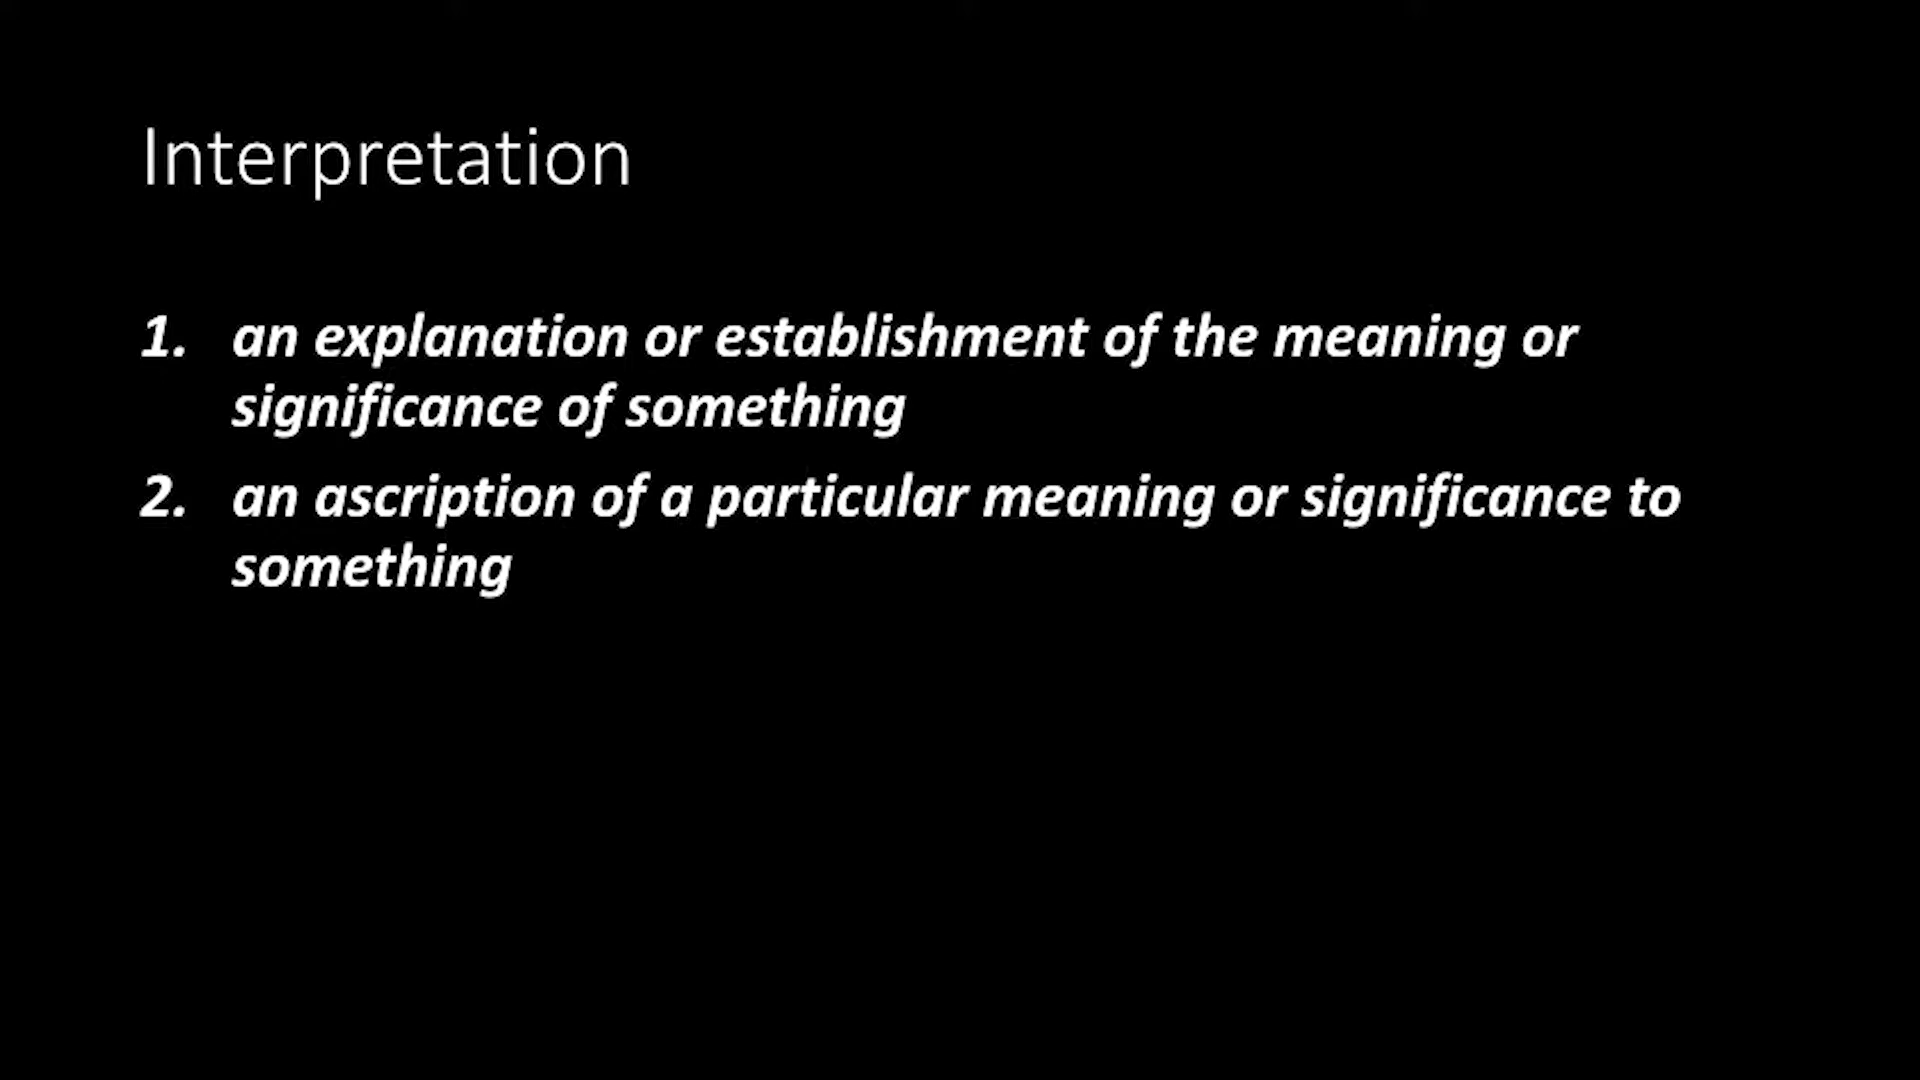 Interpretation
1. an explanation or establishment of the meaning or
significance of something
2. an ascription of a particular meaning or significance to
something